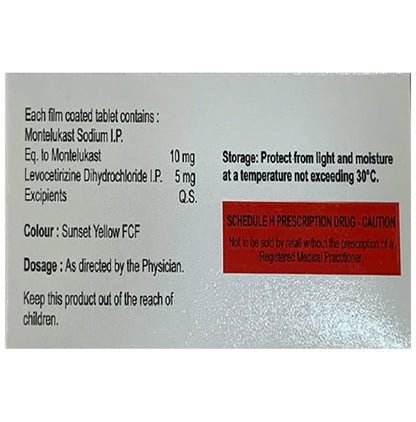 Each film coated tablet contains :
Montelukast Sodium I.P.
Eq. to Montelukast 10 mg
Levocetirizine Dihydrochloride I.P. 5 mg
Excipients Q.S.
Colour : Sunset Yellow FCF
Dosage : As directed by the Physician.
Keep this product out of the reach of
children.
Storage: Protect from light and moisture
at a temperature not exceeding 30°C.
SCHEDULE H PRESCRIPTION DRUG - CAUTION
Not to be sold by retail without the prescription of a
Registered Medical Practitioner.